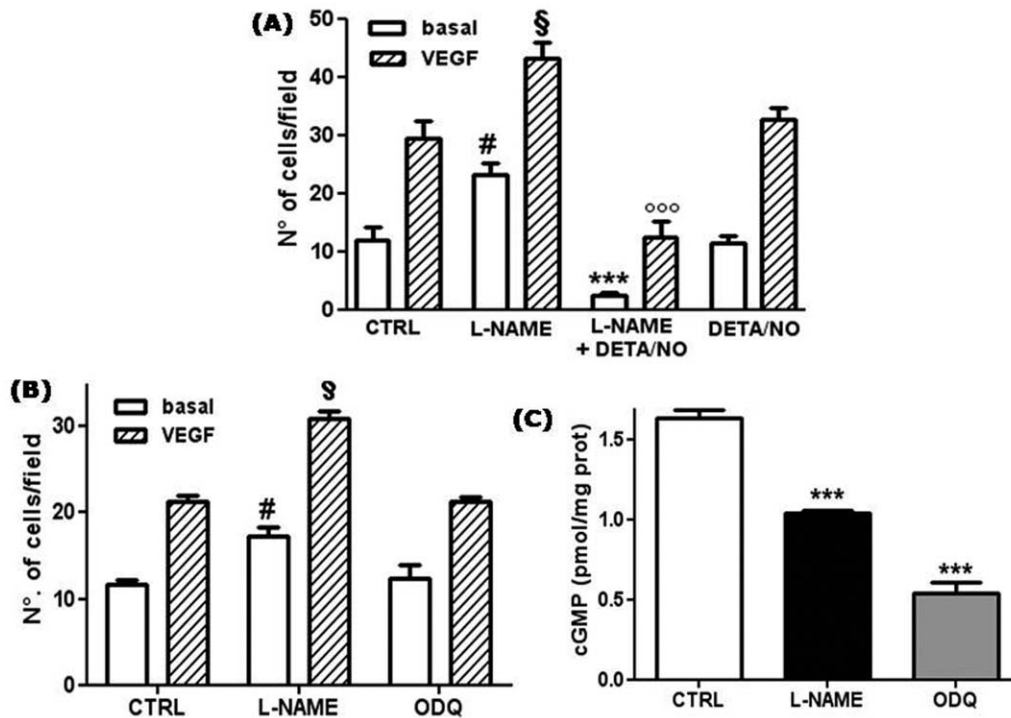 (A)
N° of cells/field
50
40
30
20
10
0
basal
VEGF
#
§
***
°°°
CTRL
L-NAME
L-NAME
+ DETA/NO
DETA/NO
(B)
N°. of cells/field
30
20
10
0
basal
VEGF
#
§
CTRL
L-NAME
ODQ
(C)
cGMP (pmol/mg prot)
1.5
1.0
0.5
0.0
***
***
CTRL
L-NAME
ODQ